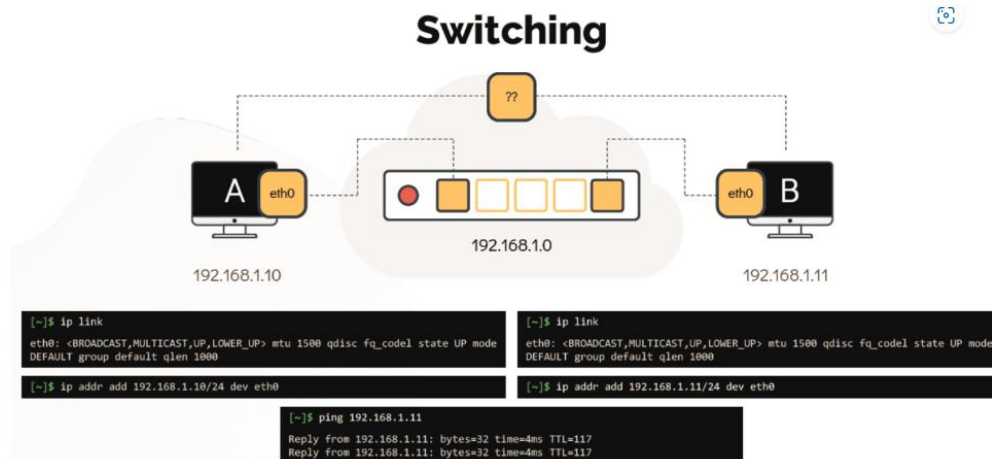 Switching
??
A
eth0
eth0
B
192.168.1.0
192.168.1.10
192.168.1.11
[~]$ ip link
eth0: <BROADCAST,MULTICAST,UP,LOWER_UP> mtu 1500 qdisc fq_codel state UP mode
DEFAULT group default qlen 1000
[~]$ ip addr add 192.168.1.10/24 dev eth0
[~]$ ip link
eth0: <BROADCAST,MULTICAST,UP,LOWER_UP> mtu 1500 qdisc fq_codel state UP mode
DEFAULT group default qlen 1000
[~]$ ip addr add 192.168.1.11/24 dev eth0
[~]$ ping 192.168.1.11
Reply from 192.168.1.11: bytes=32 time=4ms TTL=117
Reply from 192.168.1.11: bytes=32 time=4ms TTL=117